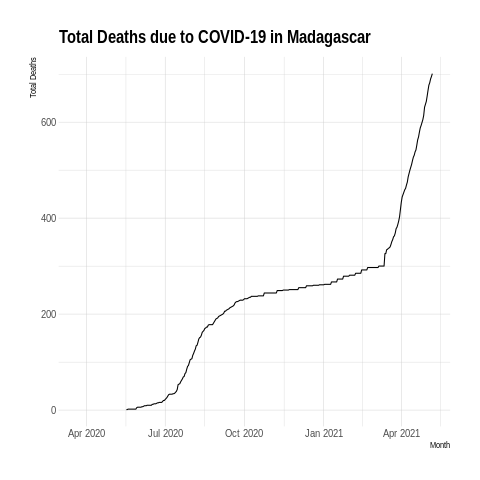 Total Deaths due to COVID-19 in Madagascar
Total Deaths
600
400
200
0
Apr 2020 Jul 2020 Oct 2020 Jan 2021 Apr 2021
Month